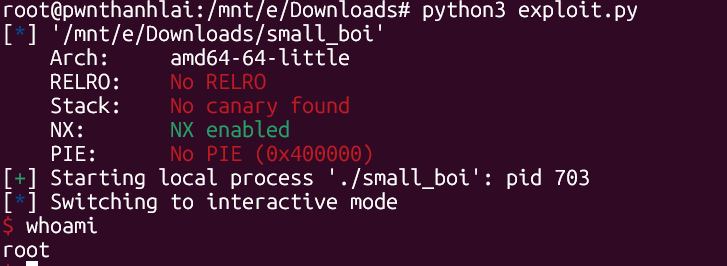 root@pwnthanhlai:/mnt/e/Downloads# python3 exploit.py
[*] '/mnt/e/Downloads/small_boi'
    Arch:     amd64-64-little
    RELRO:    No RELRO
    Stack:    No canary found
    NX:       NX enabled
    PIE:      No PIE (0x400000)
[+] Starting local process './small_boi': pid 703
[*] Switching to interactive mode
$ whoami
root